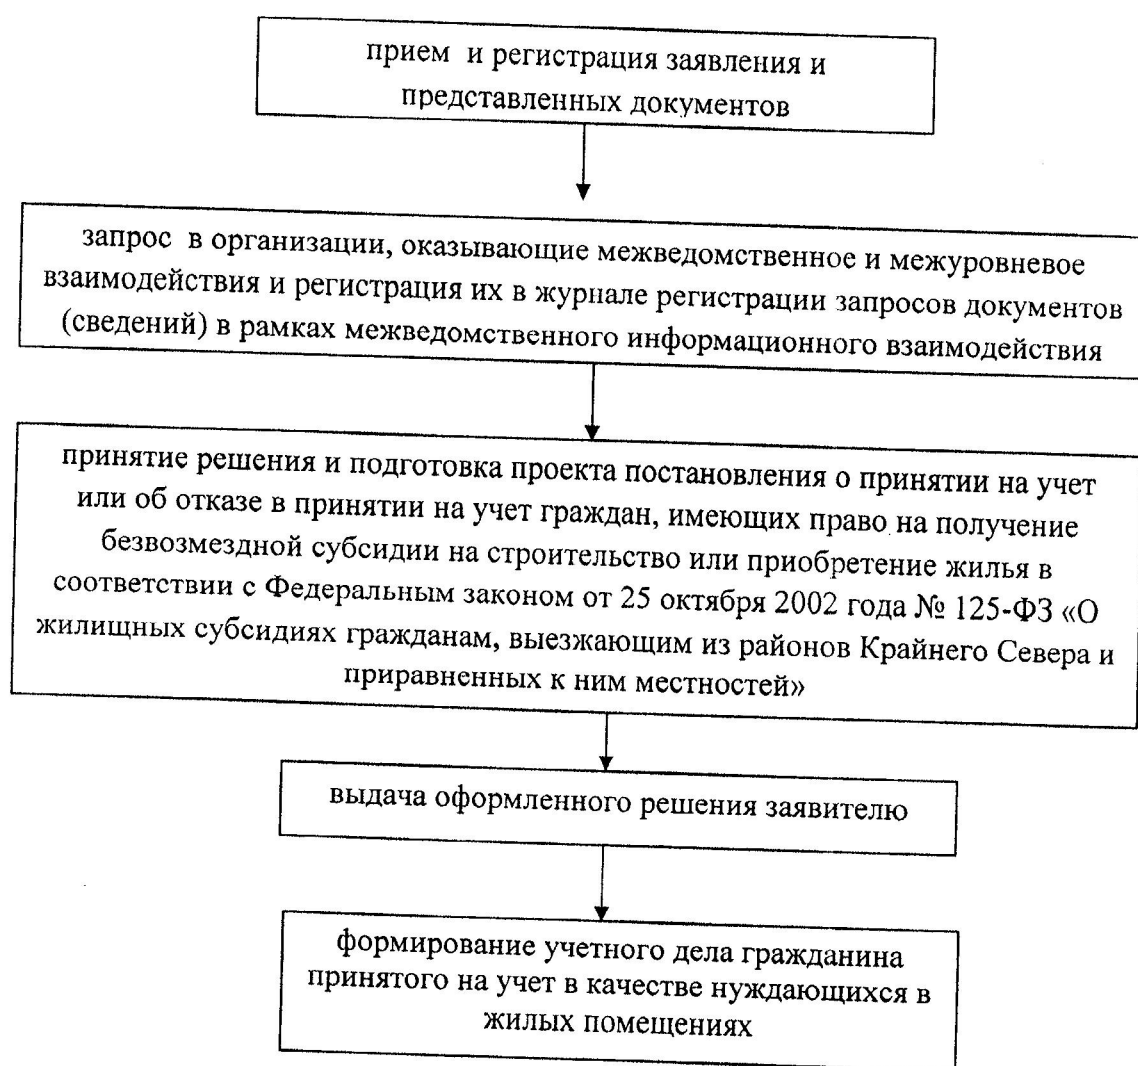 прием и регистрация заявления и
представленных документов
запрос в организации, оказывающие межведомственное и межуровневое
взаимодействия и регистрация их в журнале регистрации запросов документов
(сведений) в рамках межведомственного информационного взаимодействия
принятие решения и подготовка проекта постановления о принятии на учет
или об отказе в принятии на учет граждан, имеющих право на получение
безвозмездной субсидии на строительство или приобретение жилья в
соответствии с Федеральным законом от 25 октября 2002 года № 125-ФЗ «О
жилищных субсидиях гражданам, выезжающим из районов Крайнего Севера и
приравненных к ним местностей»
выдача оформленного решения заявителю
формирование учетного дела гражданина
принятого на учет в качестве нуждающихся в
жилых помещениях